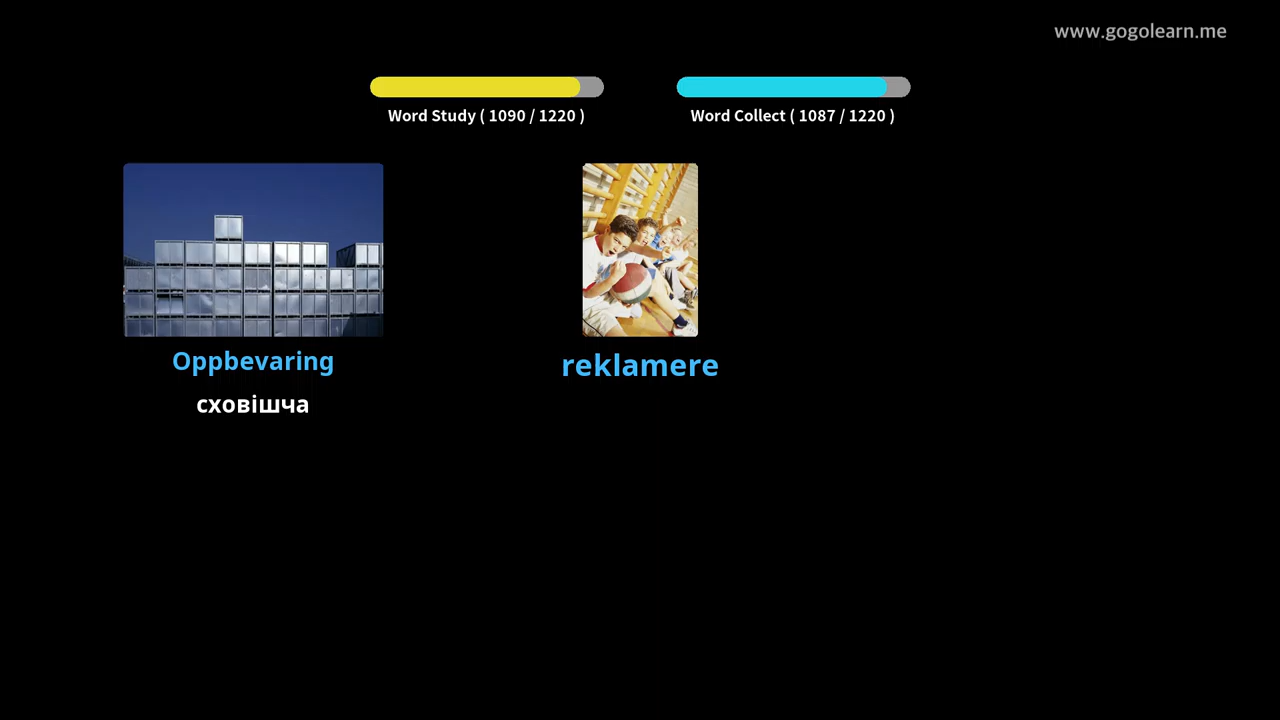 www.gogolearn.me
Word Study ( 1090 / 1220 )
Word Collect ( 1087 / 1220 )
Oppbevaring
сховішча
reklamere